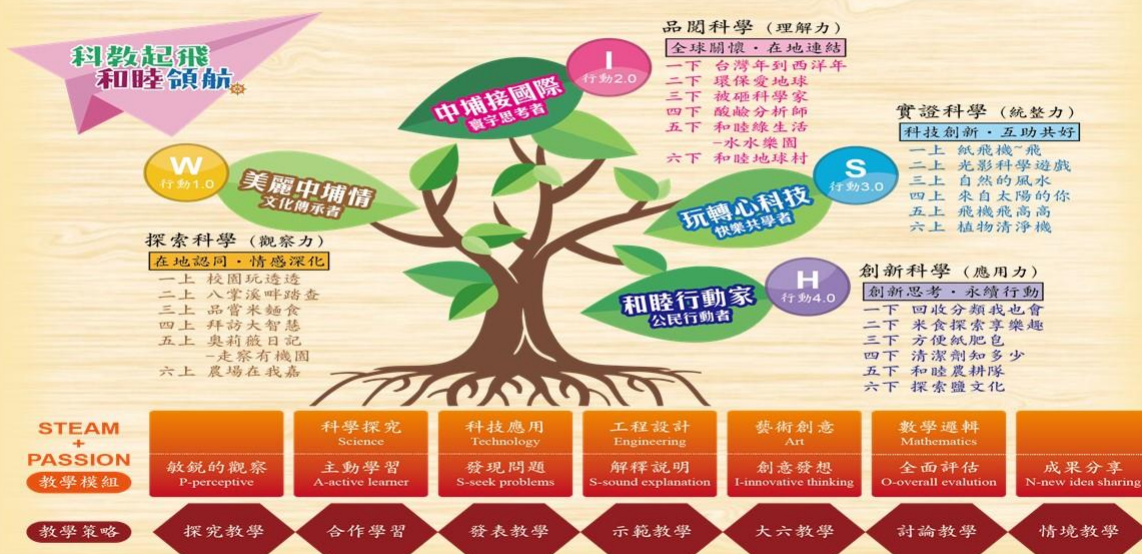 科教起飛
和睦領航
W
行動1.0
美麗中埔情
文化傳承者
探索科學 (觀察力)
在地認同·情感深化
一上 校園玩透透
二上 八掌溪畔踏查
三上 品嘗米麵食
四上 拜訪大智慧
五上 奧莉薇日記
-走察有機園
六上 農場在我嘉
I
行動2.0
中埔接國際
寰宇思考者
品閱科學 (理解力)
全球關懷·在地連結
一下 台灣年到西洋年
二下 環保愛地球
三下 被砸科學家
四下 酸鹼分析師
五下 和睦綠生活
-水水樂園
六下 和睦地球村
S
行動3.0
玩轉心科技
快樂共學者
實證科學 (統整力)
科技創新·互助共好
一上 紙飛機~飛
二上 光影科學遊戲
三上 自然的風水
四上 來自太陽的你
五上 飛機飛高高
六上 植物清淨機
H
行動4.0
和睦行動家
公民行動者
創新科學 (應用力)
創新思考·永續行動
一下 回收分類我也會
二下 米食探索享樂趣
三下 方便紙肥皂
四下 清潔劑知多少
五下 和睦農耕隊
六下 探索鹽文化
STEAM
+
PASSION
教學模組
科學探究
Science
科技應用
Technology
工程設計
Engineering
藝術創意
Art
數學邏輯
Mathematics
敏銳的觀察
P-perceptive
主動學習
A-active learner
發現問題
S-seek problems
解釋說明
S-sound explanation
創意發想
I-innovative thinking
全面評估
O-overall evalution
成果分享
N-new idea sharing
教學策略
探究教學
合作學習
發表教學
示範教學
大六教學
討論教學
情境教學